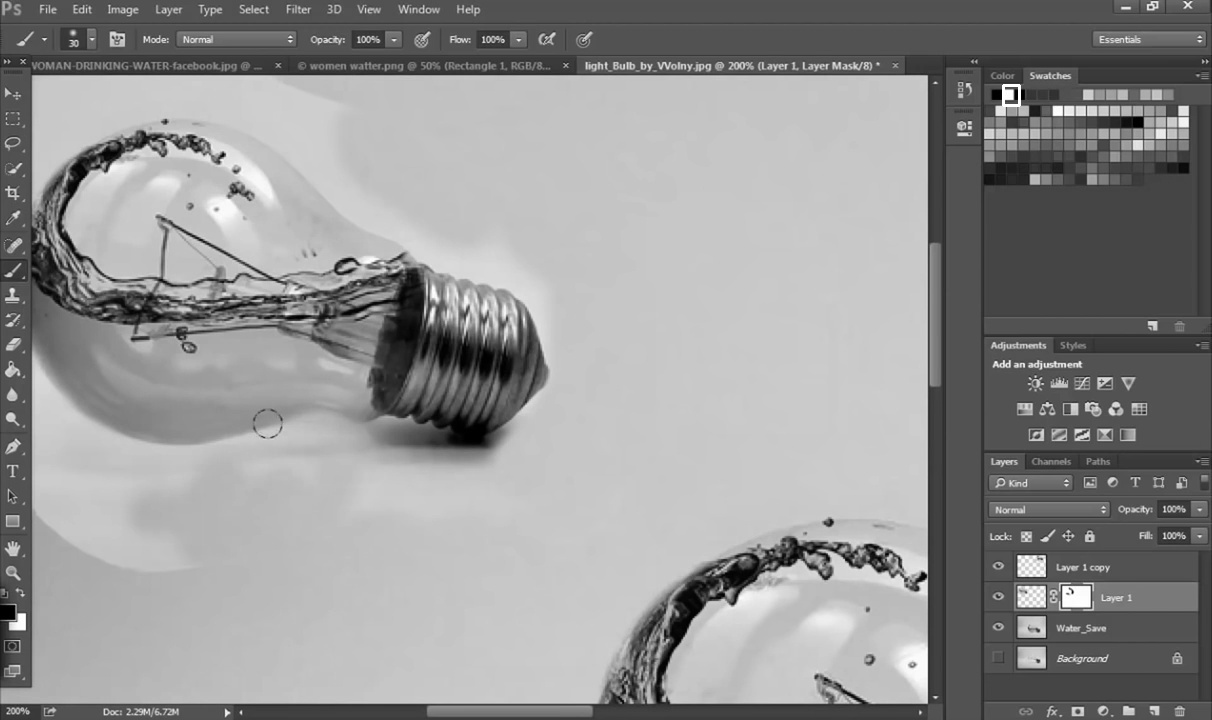 Ps File Edit Image Layer Type Select Filter 3D View Window Help
30 Mode: Normal Opacity: 100% Flow: 100% Essentials
WOMAN-DRINKING-WATER-facebook.jpg @ ... × © women watter.png @ 50% (Rectangle 1, RGB/8... × light_Bulb_by_VVolny.jpg @ 200% (Layer 1, Layer Mask/8) * ×
Color Swatches
Adjustments Styles
Add an adjustment
Layers Channels Paths
Kind
Normal Opacity: 100%
Lock: Fill: 100%
Layer 1 copy
Layer 1
Water_Save
Background
200% Doc: 2.29M/6.72M